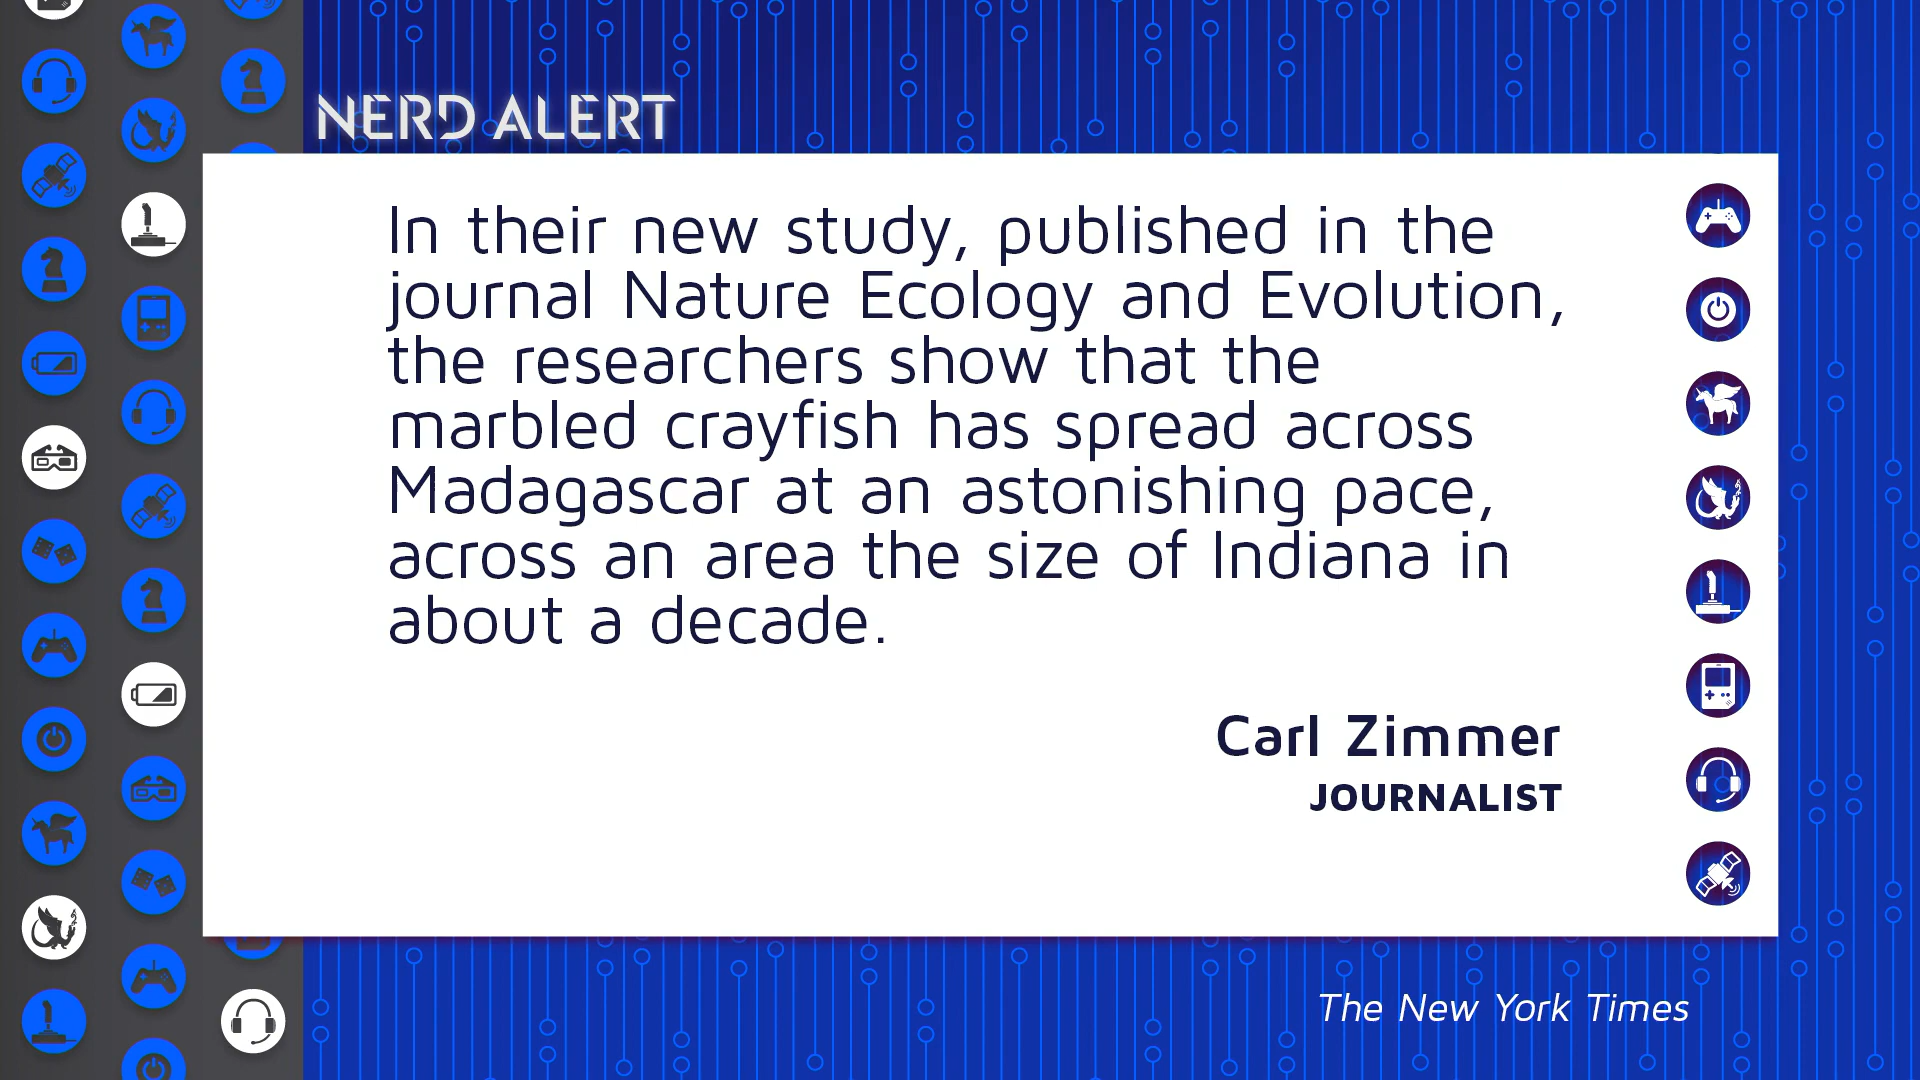 NERD ALERT
In their new study, published in the
journal Nature Ecology and Evolution,
the researchers show that the
marbled crayfish has spread across
Madagascar at an astonishing pace,
across an area the size of Indiana in
about a decade.
Carl Zimmer
JOURNALIST
The New York Times